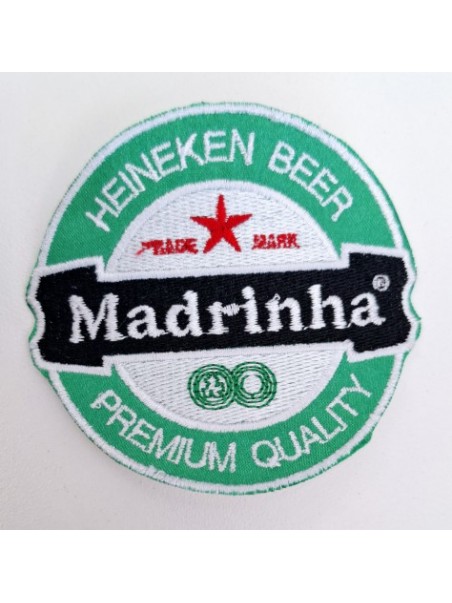 HEINEKEN BEER
TRADE MARK
Madrinha®
PREMIUM QUALITY